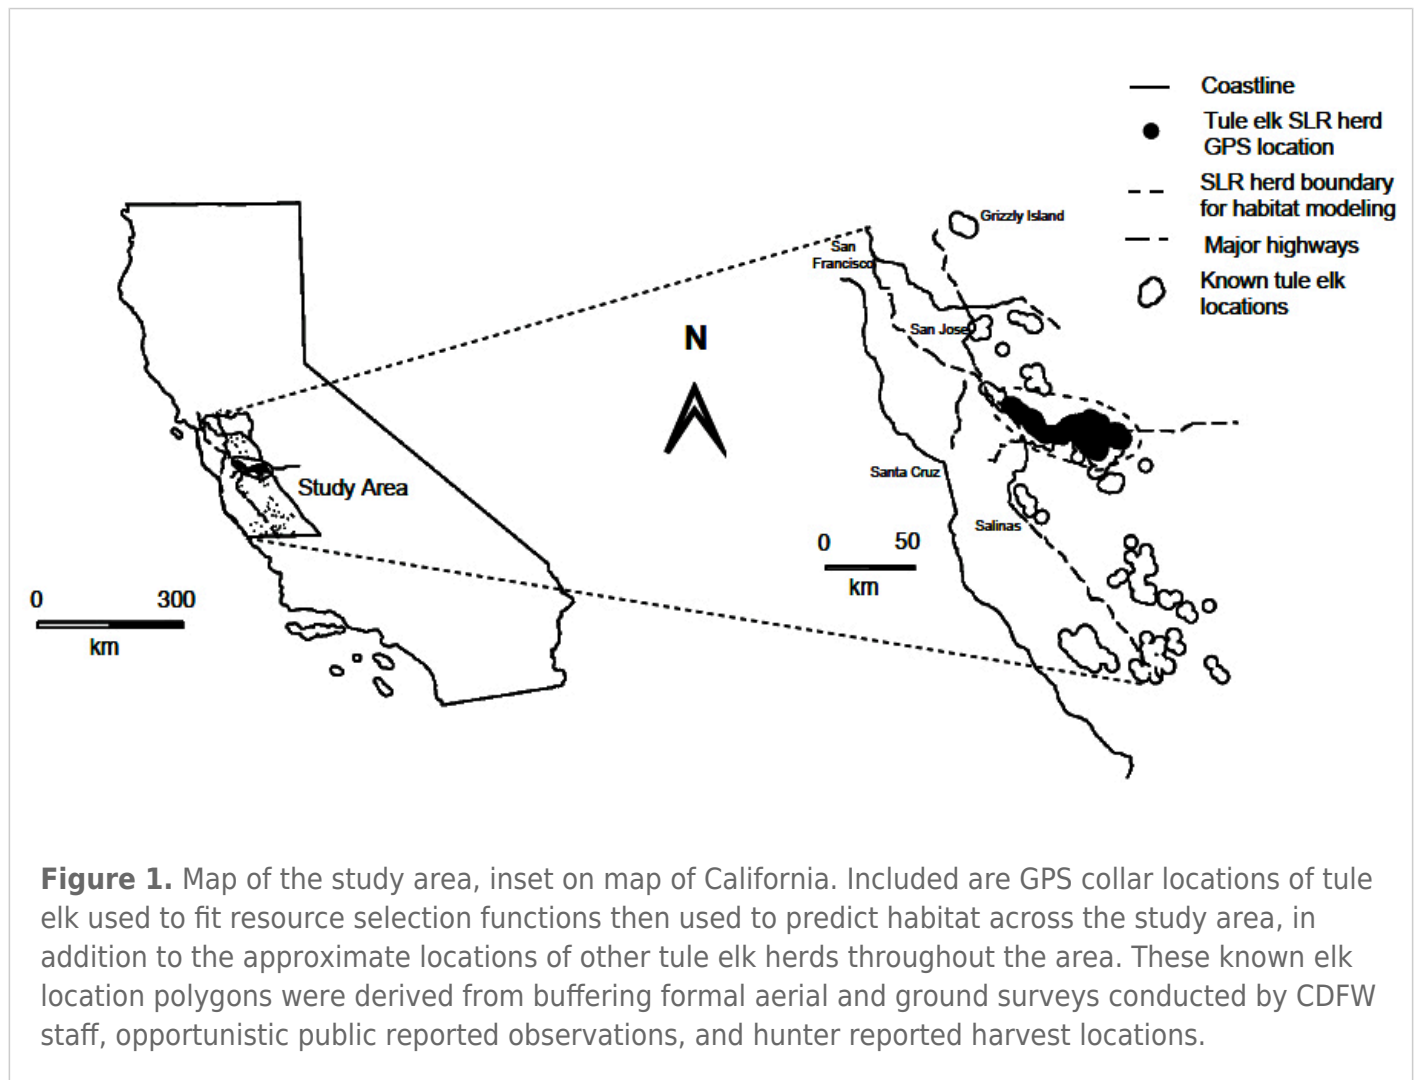 Coastline
Tule elk SLR herd
GPS location
SLR herd boundary
for habitat modeling
Major highways
Known tule elk
locations
Grizzly Island
San
Francisco
San Jose
N
Santa Cruz
Study Area
Salinas
0 50
km
0 300
km
Figure 1. Map of the study area, inset on map of California. Included are GPS collar locations of tule
elk used to fit resource selection functions then used to predict habitat across the study area, in
addition to the approximate locations of other tule elk herds throughout the area. These known elk
location polygons were derived from buffering formal aerial and ground surveys conducted by CDFW
staff, opportunistic public reported observations, and hunter reported harvest locations.